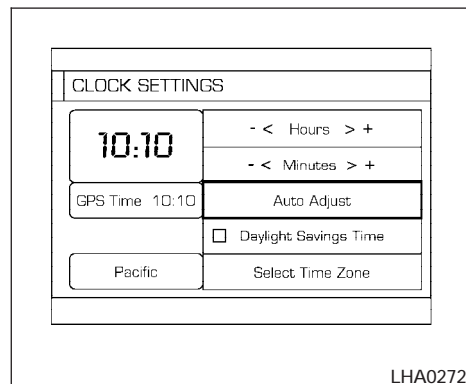 CLOCK SETTINGS
10:10
- < Hours > +
- < Minutes > +
GPS Time 10:10
Auto Adjust
Daylight Savings Time
Pacific
Select Time Zone
LHA0272